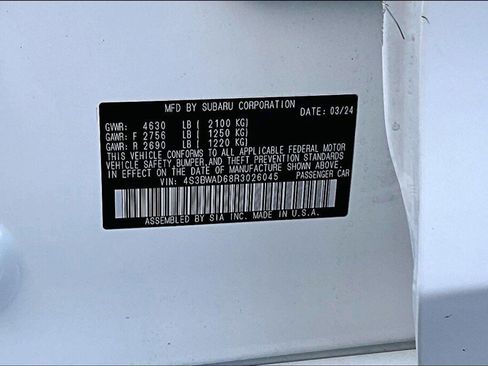 MFD BY SUBARU CORPORATION
DATE: 03/24
GVWR: 4630 LB ( 2100 KG)
GAWR: F 2756 LB ( 1250 KG)
GAWR: R 2690 LB ( 1220 KG)
THIS VEHICLE CONFORMS TO ALL APPLICABLE FEDERAL MOTOR
VEHICLE SAFETY, BUMPER, AND THEFT PREVENTION STANDARDS
IN EFFECT ON THE DATE OF MANUFACTURE SHOWN ABOVE.
VIN: 4S3BWAD68R3026045 PASSENGER CAR
ASSEMBLED BY SIA INC. MADE IN U.S.A.